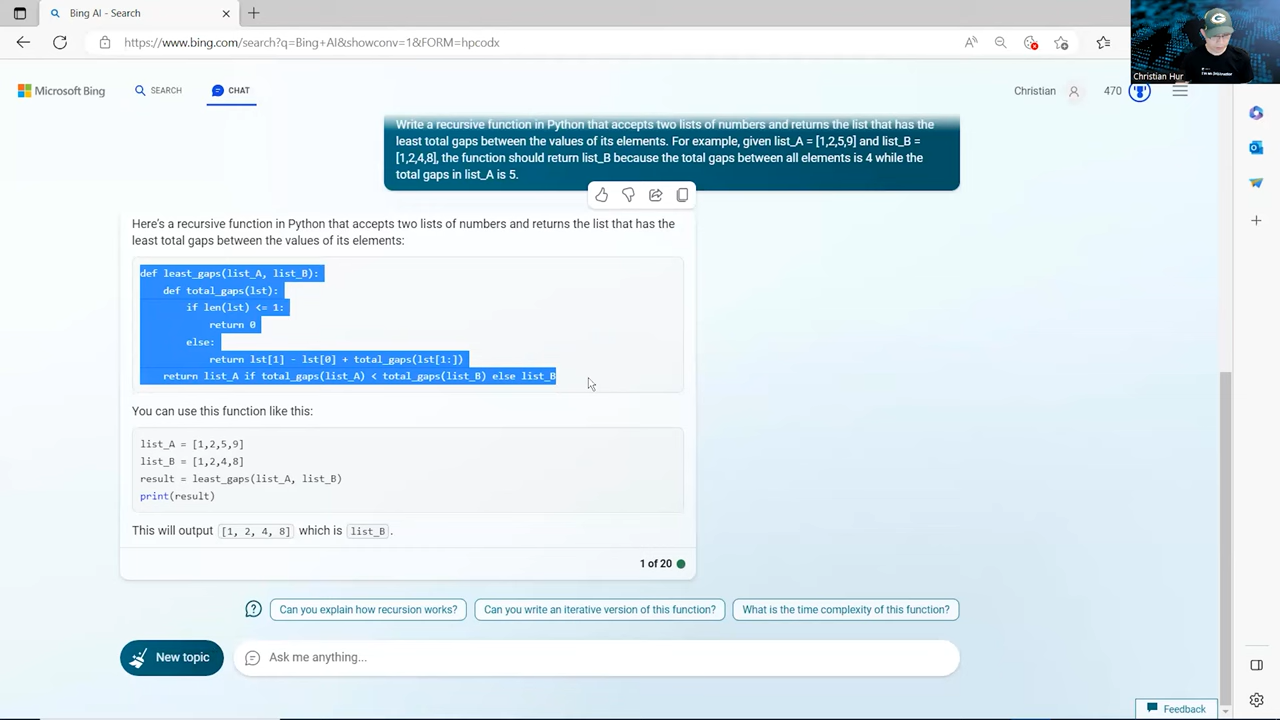 Bing AI - Search
https://www.bing.com/search?q=Bing+AI&showconv=1&FORM=hpcodx
Christian Hur
Microsoft Bing
SEARCH
CHAT
Christian
470
Write a recursive function in Python that accepts two lists of numbers and returns the list that has the
least total gaps between the values of its elements. For example, given list_A = [1,2,5,9] and list_B =
[1,2,4,8], the function should return list_B because the total gaps between all elements is 4 while the
total gaps in list_A is 5.
Here's a recursive function in Python that accepts two lists of numbers and returns the list that has the
least total gaps between the values of its elements:
def least_gaps(list_A, list_B):
    def total_gaps(lst):
        if len(lst) <= 1:
            return 0
        else:
            return lst[1] - lst[0] + total_gaps(lst[1:])
    return list_A if total_gaps(list_A) < total_gaps(list_B) else list_B
You can use this function like this:
list_A = [1,2,5,9]
list_B = [1,2,4,8]
result = least_gaps(list_A, list_B)
print(result)
This will output [1, 2, 4, 8] which is list_B.
1 of 20
Can you explain how recursion works?
Can you write an iterative version of this function?
What is the time complexity of this function?
New topic
Ask me anything...
Feedback